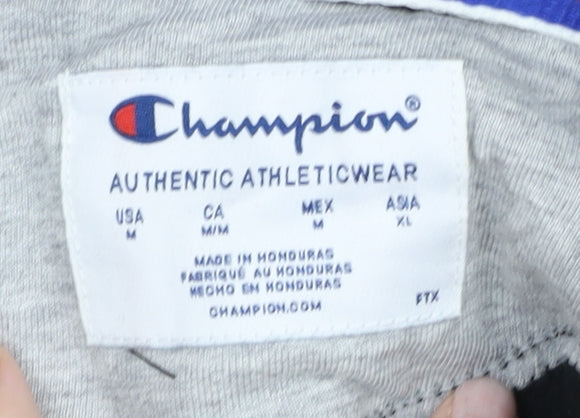 Champion®
AUTHENTIC ATHLETICWEAR
USA CA MEX ASIA
M M/M M XL
MADE IN HONDURAS
FABRIQUÉ AU HONDURAS
HECHO EN HONDURAS
CHAMPION.COM
FTX